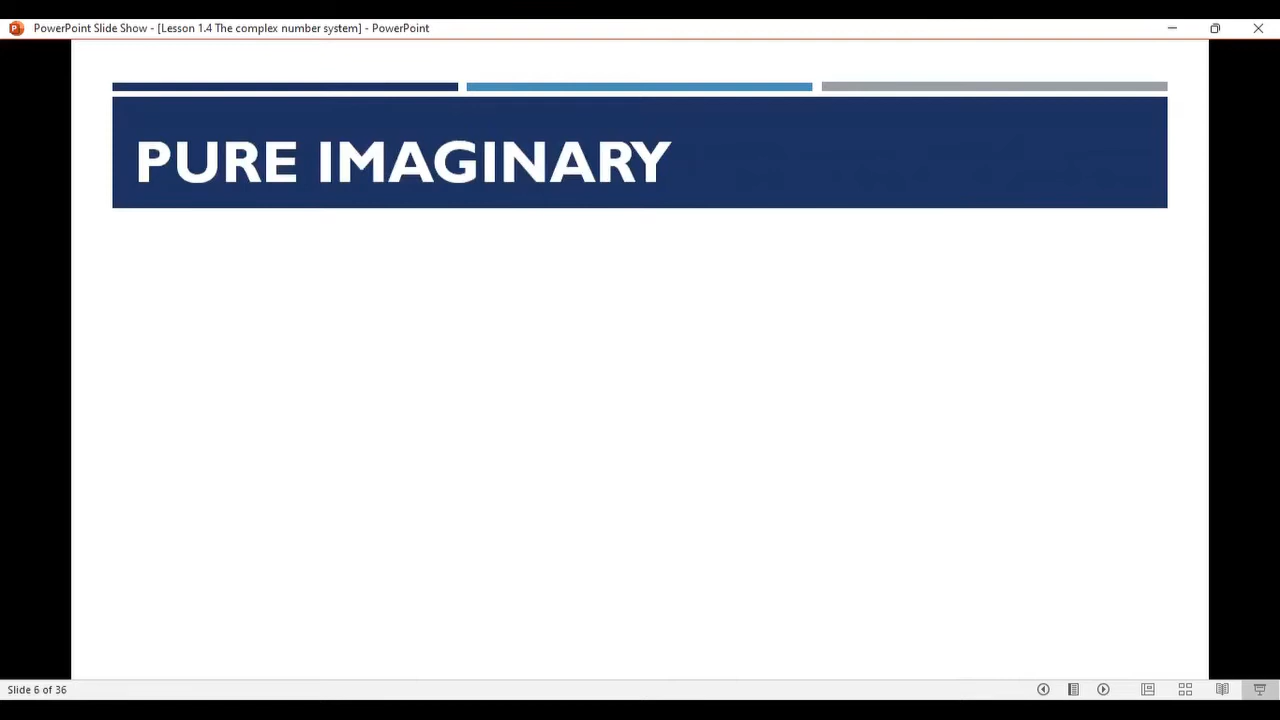 PowerPoint Slide Show - [Lesson 1.4 The complex number system] - PowerPoint
PURE IMAGINARY
Slide 6 of 36